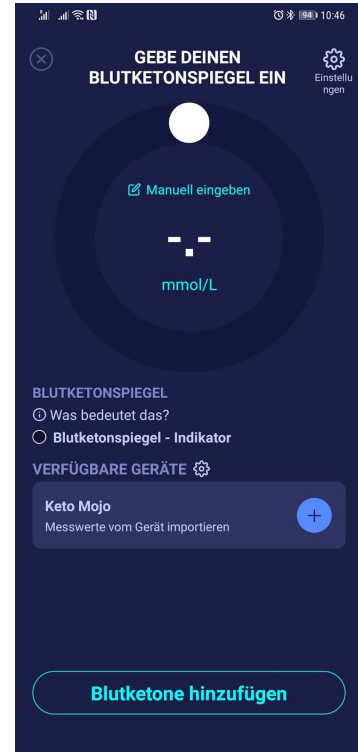 94 10:46
GEBE DEINEN
BLUTKETONSPIEGEL EIN
Einstellu
ngen
Manuell eingeben
-.-
mmol/L
BLUTKETONSPIEGEL
Was bedeutet das?
Blutketonspiegel - Indikator
VERFÜGBARE GERÄTE
Keto Mojo
Messwerte vom Gerät importieren
Blutketone hinzufügen